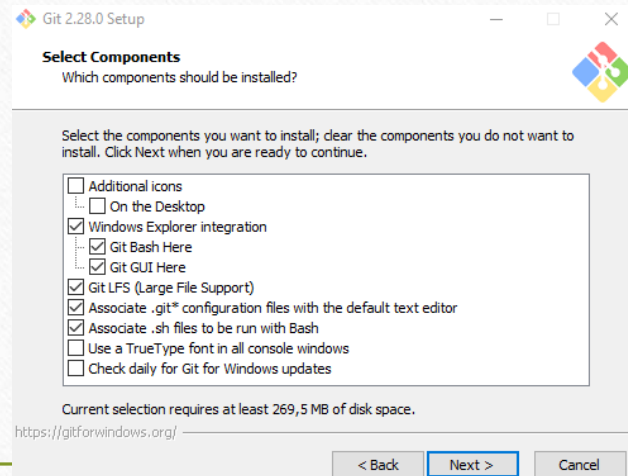 Git 2.28.0 Setup
Select Components
Which components should be installed?
Select the components you want to install; clear the components you do not want to
install. Click Next when you are ready to continue.
Additional icons
On the Desktop
Windows Explorer integration
Git Bash Here
Git GUI Here
Git LFS (Large File Support)
Associate .git* configuration files with the default text editor
Associate .sh files to be run with Bash
Use a TrueType font in all console windows
Check daily for Git for Windows updates
Current selection requires at least 269,5 MB of disk space.
https://gitforwindows.org/
< Back Next > Cancel